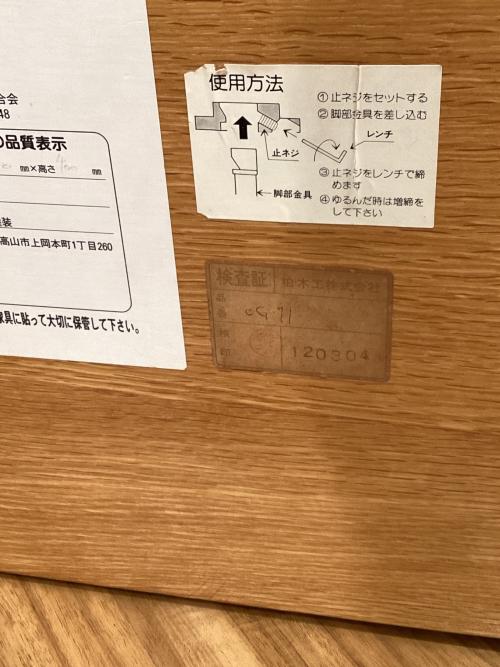 合会
48
の品質表示
mm×高さ mm
装
高山市上岡本町1丁目260
家具に貼って大切に保管して下さい。
使用方法
①止ネジをセットする
②脚部金具を差し込む
レンチ
止ネジ
③止ネジをレンチで締
めます
脚部金具
④ゆるんだ時は増締を
して下さい
検査証 柏木工株式会社
品
番
検
印
120304